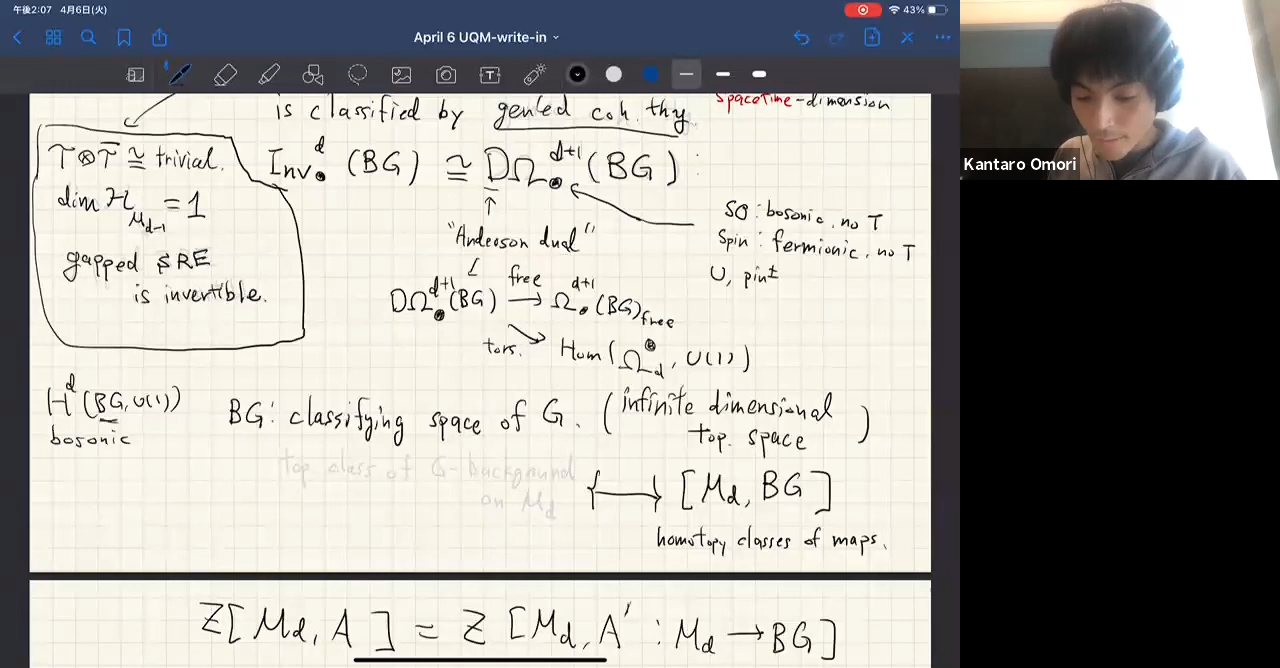 午後2:07 4月6日(火)
43%
April 6 UQM-write-in
Kantaro Omori
is classified by gen'ed coh. thy.
spacetime-dimension
T⊗T̅ ≅ trivial.
dim H_{M_{d-1}} = 1
gapped SRE
is invertible.
Inv•^d (BG) ≅ DΩ•^{d+1}(BG) :
SO : bosonic, no T
Spin : fermionic, no T
U, pin±
"Anderson dual"
DΩ•^{d+1}(BG) free → Ω•^{d+1}(BG)_{free}
tors. ↘ Hom(Ω_d^•, U(1))
H^d(BG, U(1))
bosonic
BG : classifying space of G. (infinite dimensional
top. space)
top class of G-background
on M_d
⟷ [M_d, BG]
homotopy classes of maps.
Z[M_d, A] = Z[M_d, A' : M_d → BG]